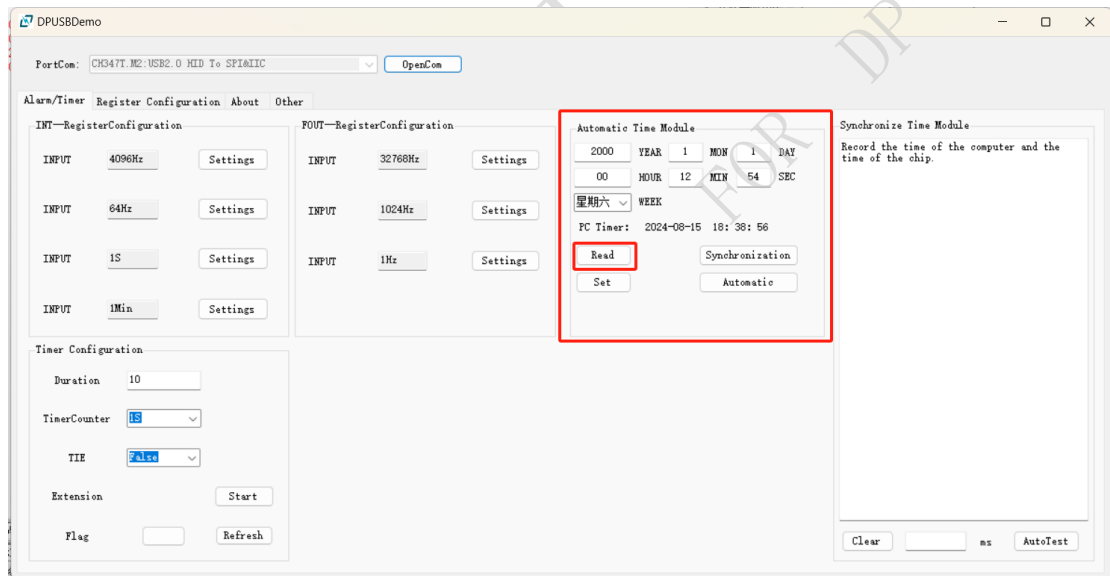 DPUSBDemo
DP
PortCom: CH347T.M2:USB2.0 HID To SPI&IIC OpenCom
Alarm/Timer Register Configuration About Other
INT—RegisterConfiguration
INPUT 4096Hz Settings
INPUT 64Hz Settings
INPUT 1S Settings
INPUT 1Min Settings
FOUT—RegisterConfiguration
INPUT 32768Hz Settings
INPUT 1024Hz Settings
INPUT 1Hz Settings
Automatic Time Module
2000 YEAR 1 MON 1 DAY
00 HOUR 12 MIN 54 SEC
星期六 WEEK
PC Timer: 2024-08-15 18: 38: 56
Read Synchronization
Set Automatic
FOR
Synchronize Time Module
Record the time of the computer and the
time of the chip.
Clear ms AutoTest
Timer Configuration
Duration 10
TimerCounter 1S
TIE False
Extension Start
Flag Refresh